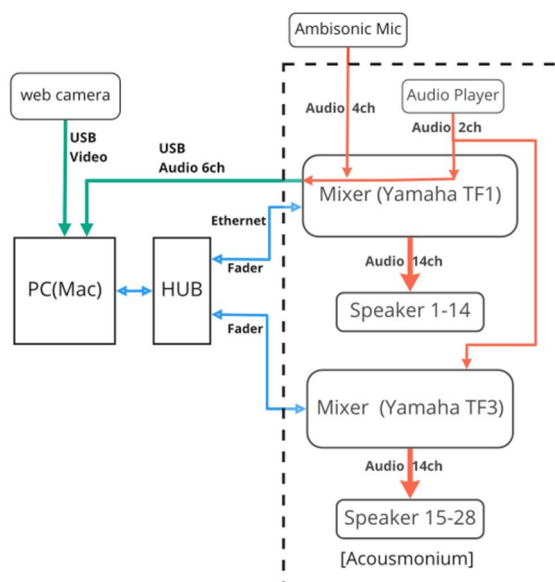 Ambisonic Mic
web camera
Audio 4ch
Audio Player
Audio 2ch
USB
Video
USB
Audio 6ch
Mixer (Yamaha TF1)
Ethernet
Fader
PC(Mac)
HUB
Audio 14ch
Speaker 1-14
Fader
Mixer (Yamaha TF3)
Audio 14ch
Speaker 15-28
[Acousmonium]